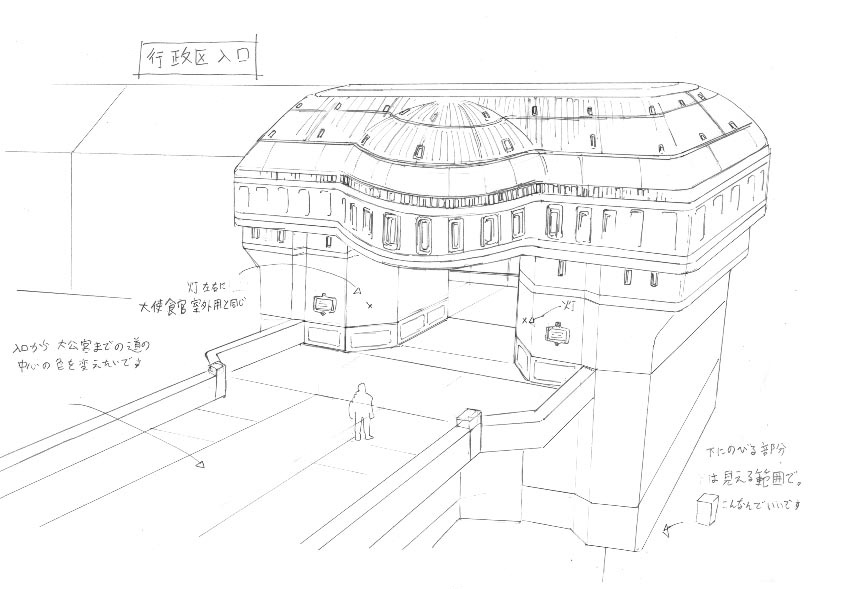 行政区入口
灯 左右に
大使館官室外用と同じ
灯
入口から 大公宮までの道の
中心の色を変えたいです
下にのびる部分
は見える範囲で。
こんなんでいいです